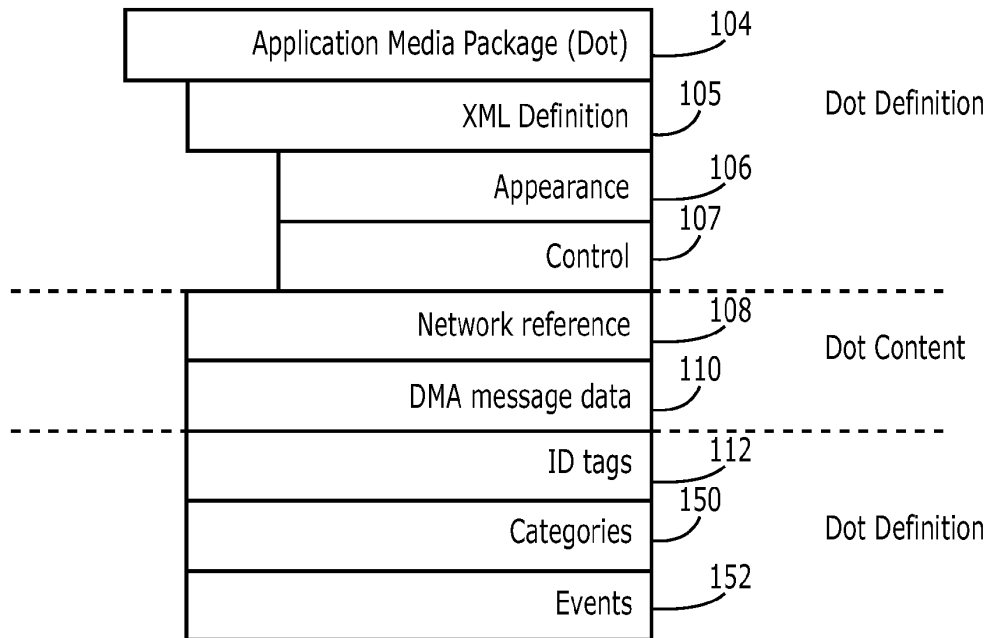 Application Media Package (Dot)
104
XML Definition
105
Dot Definition
Appearance
106
Control
107
Network reference
108
Dot Content
DMA message data
110
ID tags
112
Categories
150
Dot Definition
Events
152